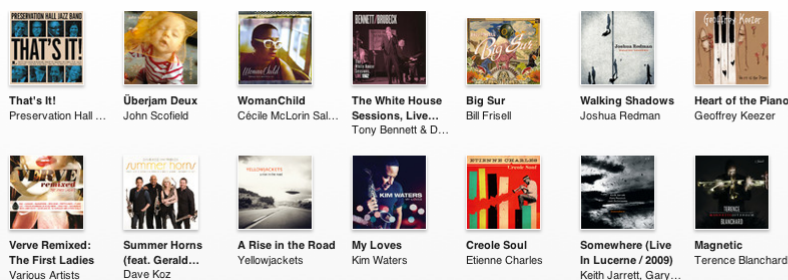 PRESERVATION HALL JAZZ BAND
THAT'S IT!
BENNETT/BRUBECK
Big Sur
Joshua Redman
Geoffrey Keezer
That's It!
Preservation Hall ...
Überjam Deux
John Scofield
WomanChild
Cécile McLorin Sal...
The White House
Sessions, Live...
Tony Bennett & D...
Big Sur
Bill Frisell
Walking Shadows
Joshua Redman
Heart of the Piano
Geoffrey Keezer
VERVE
remixed
summer horns
YELLOWJACKETS
KIM WATERS
ETIENNE CHARLES
Creole Soul
TERENCE
BLANCHARD
Verve Remixed:
The First Ladies
Various Artists
Summer Horns
(feat. Gerald...
Dave Koz
A Rise in the Road
Yellowjackets
My Loves
Kim Waters
Creole Soul
Etienne Charles
Somewhere (Live
In Lucerne / 2009)
Keith Jarrett, Gary...
Magnetic
Terence Blanchard